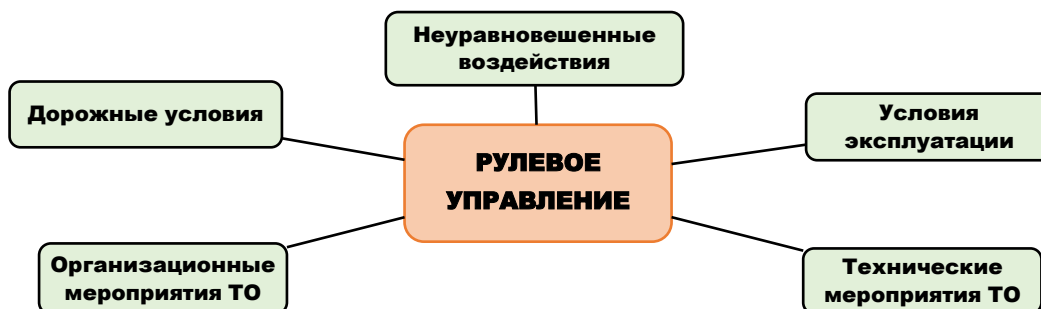 Неуравновешенные
воздействия
Дорожные условия
Условия
эксплуатации
РУЛЕВОЕ
УПРАВЛЕНИЕ
Организационные
мероприятия ТО
Технические
мероприятия ТО